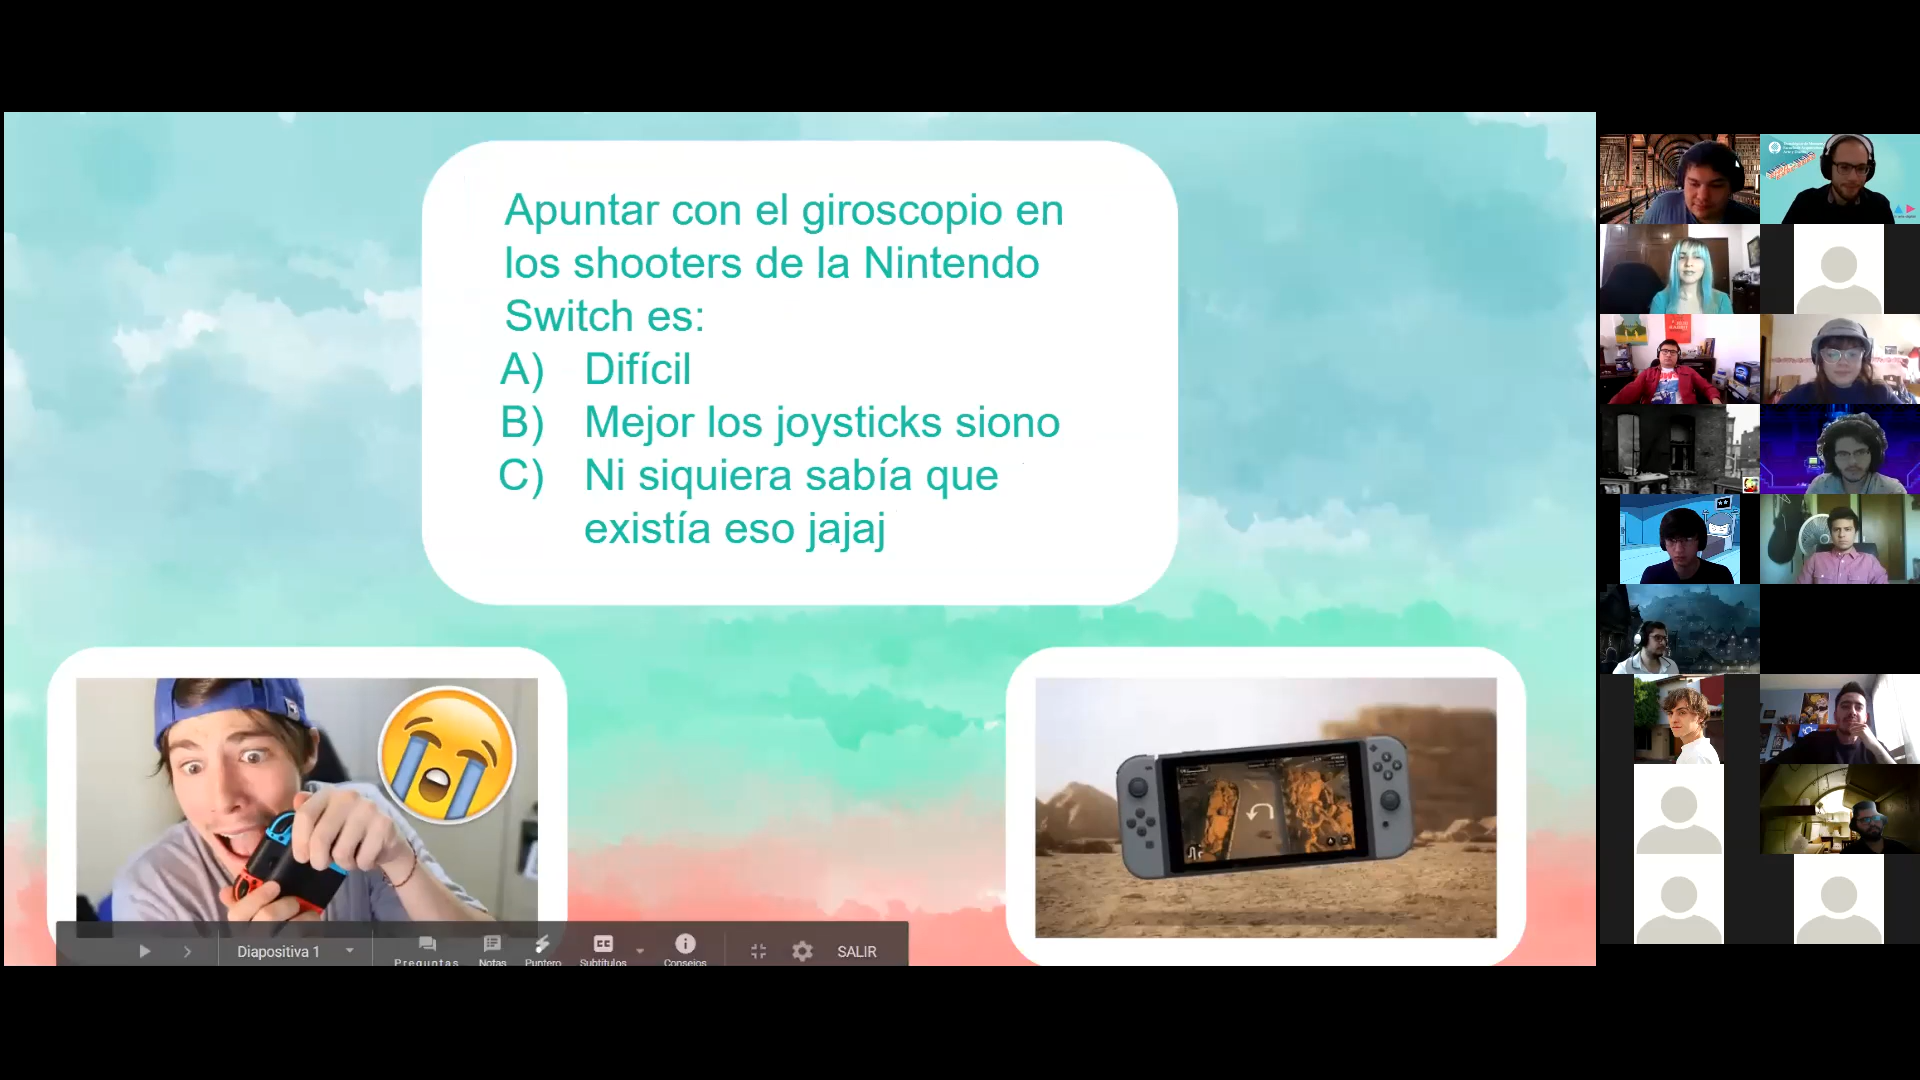 Apuntar con el giroscopio en
los shooters de la Nintendo
Switch es:
A) Difícil
B) Mejor los joysticks siono
C) Ni siquiera sabía que
existía eso jajaj
Diapositiva 1
Preguntas
Notas
Puntero
Subtítulos
Consejos
SALIR